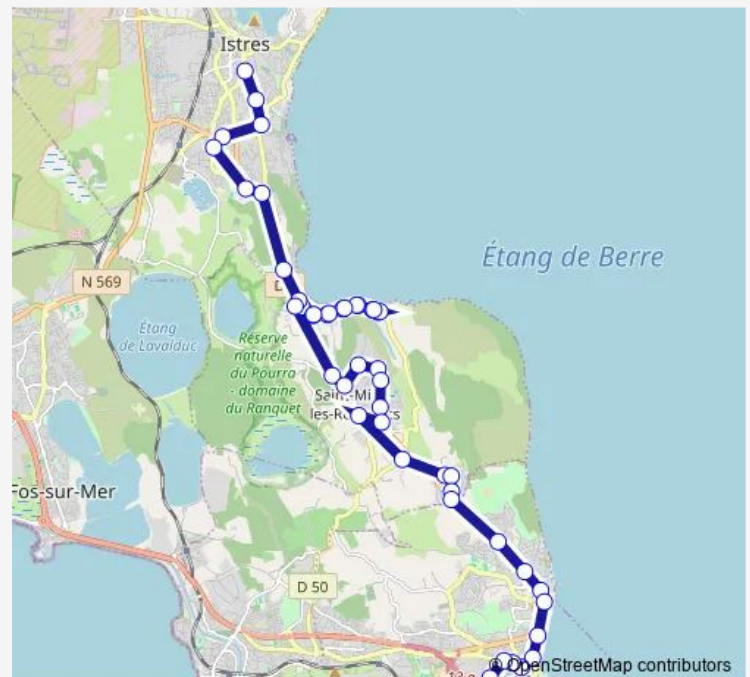 Istres
Étang de Berre
N 569
D
Étang
de Lavalduc
Réserve
naturelle
du Pourra
- domaine
du Ranquet
Fos-sur-Mer
D 50
© OpenStreetMap contributors